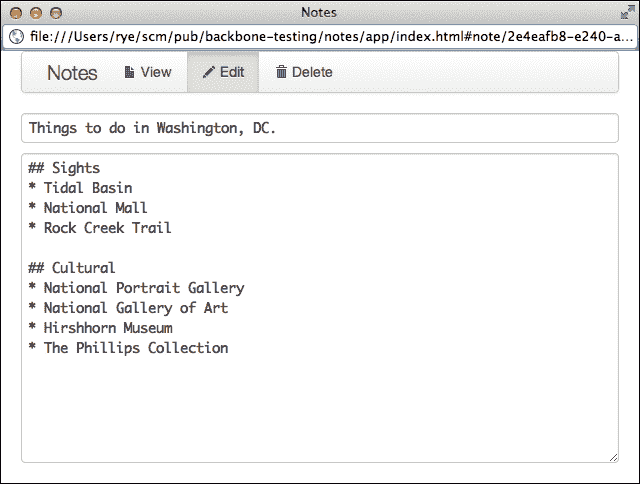 Notes
file:///Users/rye/scm/pub/backbone-testing/notes/app/index.html#note/2e4eafb8-e240-a...
Notes View Edit Delete
Things to do in Washington, DC.
## Sights
* Tidal Basin
* National Mall
* Rock Creek Trail
## Cultural
* National Portrait Gallery
* National Gallery of Art
* Hirshhorn Museum
* The Phillips Collection